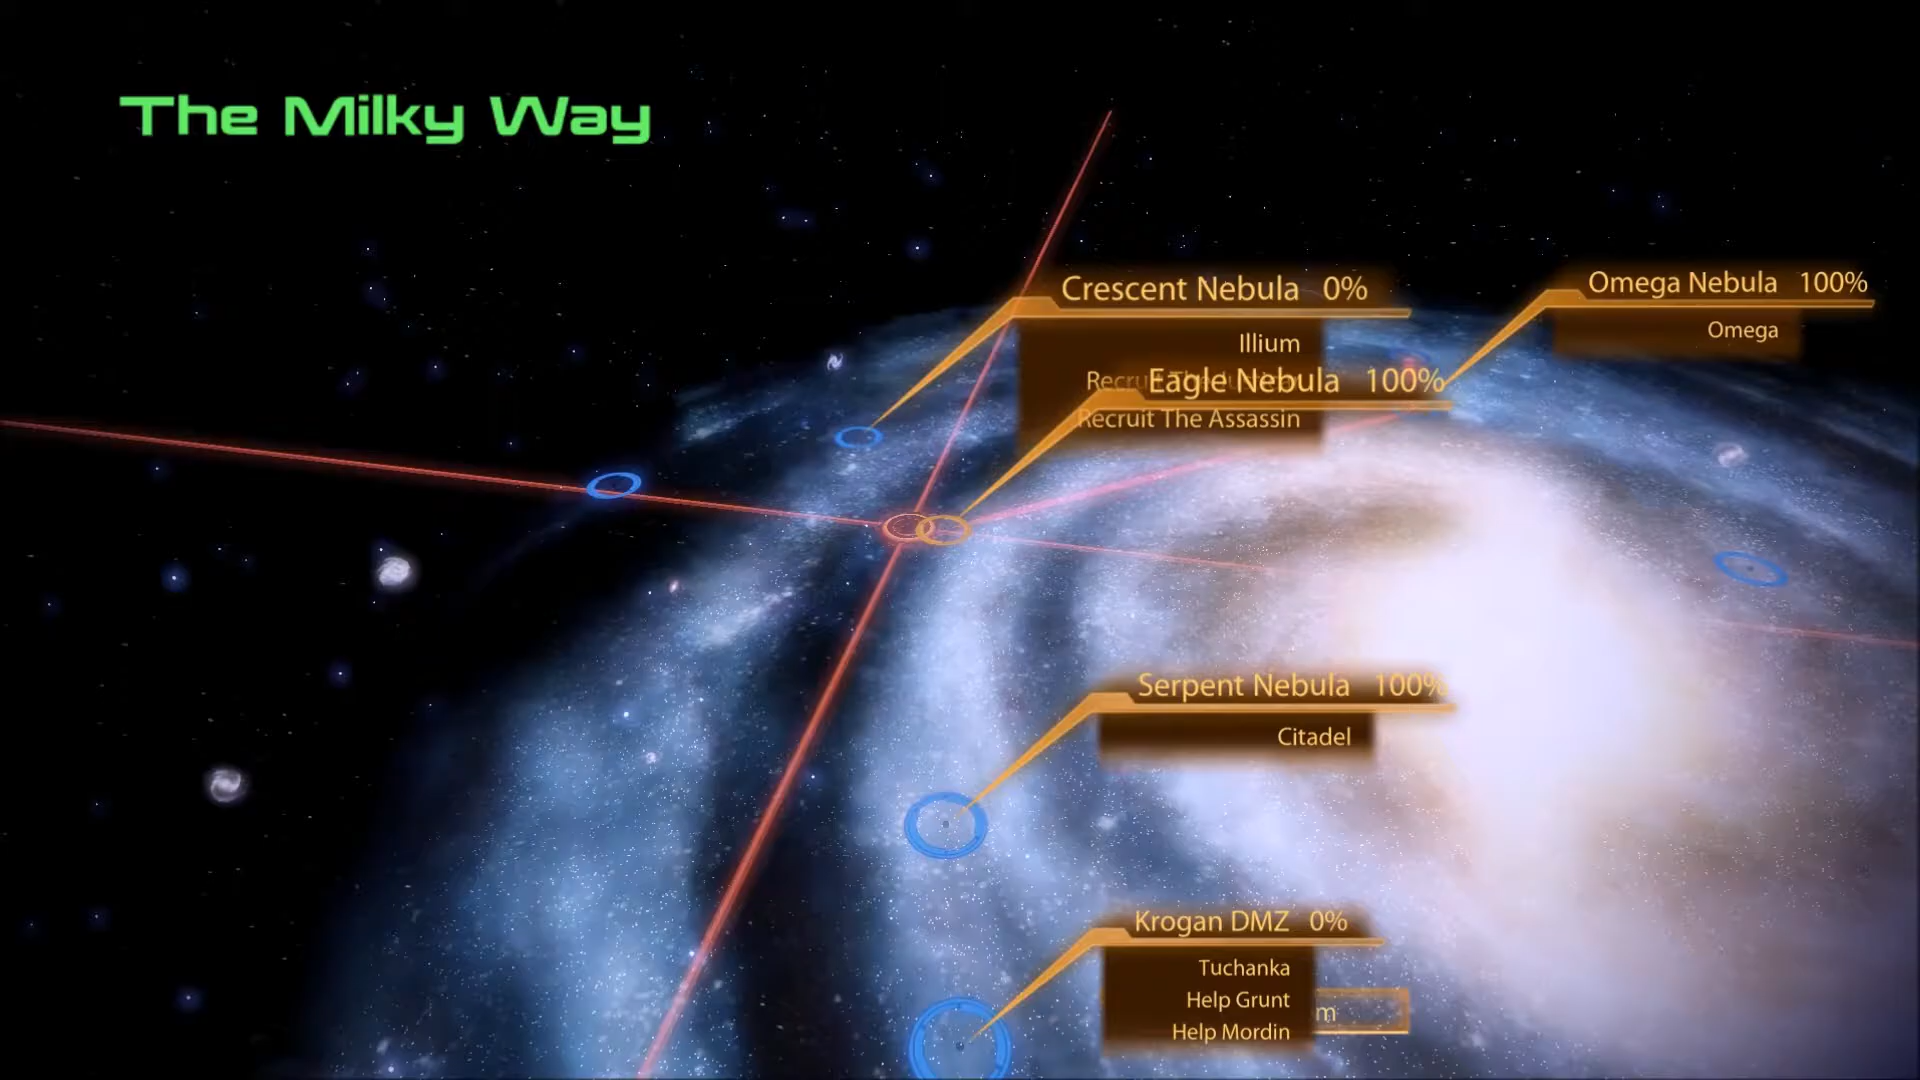 The Milky Way
Crescent Nebula 0%
Illium
Eagle Nebula 100%
Recruit The Assassin
Omega Nebula 100%
Omega
Serpent Nebula 100%
Citadel
Krogan DMZ 0%
Tuchanka
Help Grunt
Help Mordin